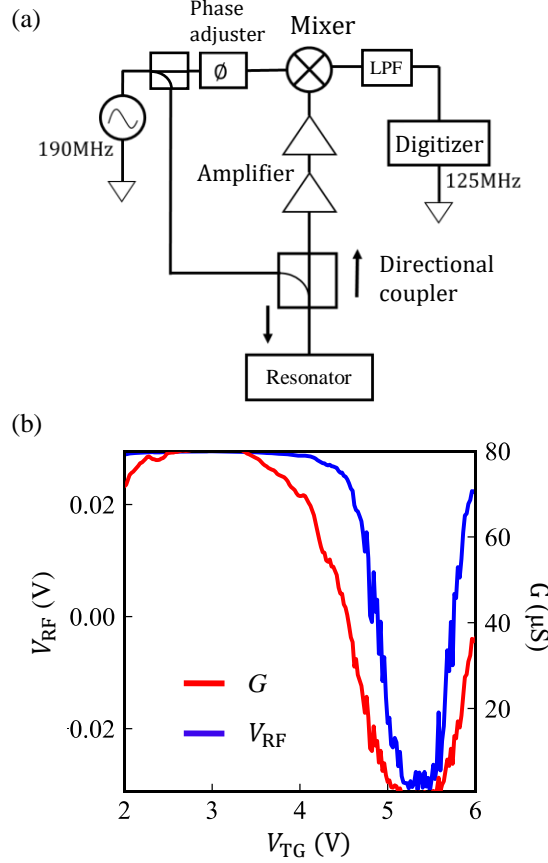 (a)
Phase
adjuster
Mixer
Ø
LPF
190MHz
Digitizer
125MHz
Amplifier
Directional
coupler
Resonator
(b)
0.02
0.00
-0.02
V_RF (V)
80
60
40
20
G (μS)
G
V_RF
2 3 4 5 6
V_TG (V)